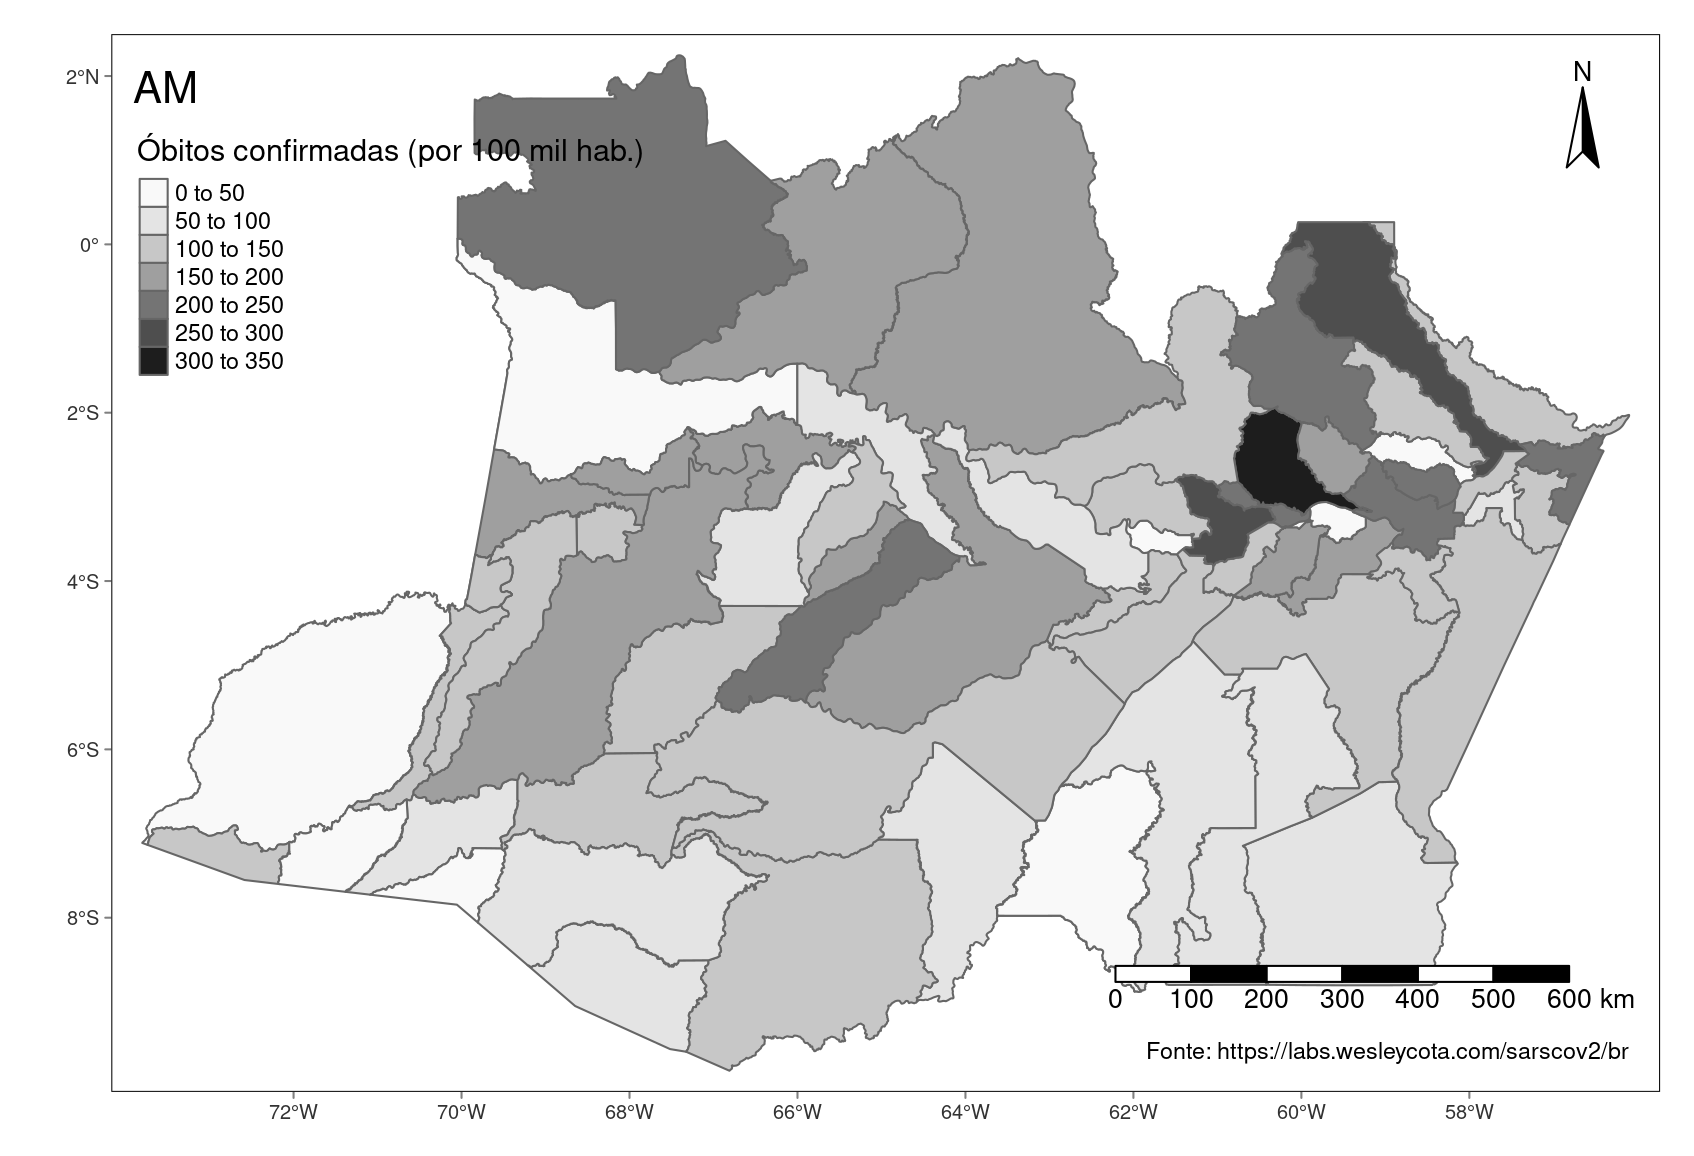 AM
N
Óbitos confirmadas (por 100 mil hab.)
0 to 50
50 to 100
100 to 150
150 to 200
200 to 250
250 to 300
300 to 350
2°N
0°
2°S
4°S
6°S
8°S
0 100 200 300 400 500 600 km
Fonte: https://labs.wesleycota.com/sarscov2/br
72°W 70°W 68°W 66°W 64°W 62°W 60°W 58°W